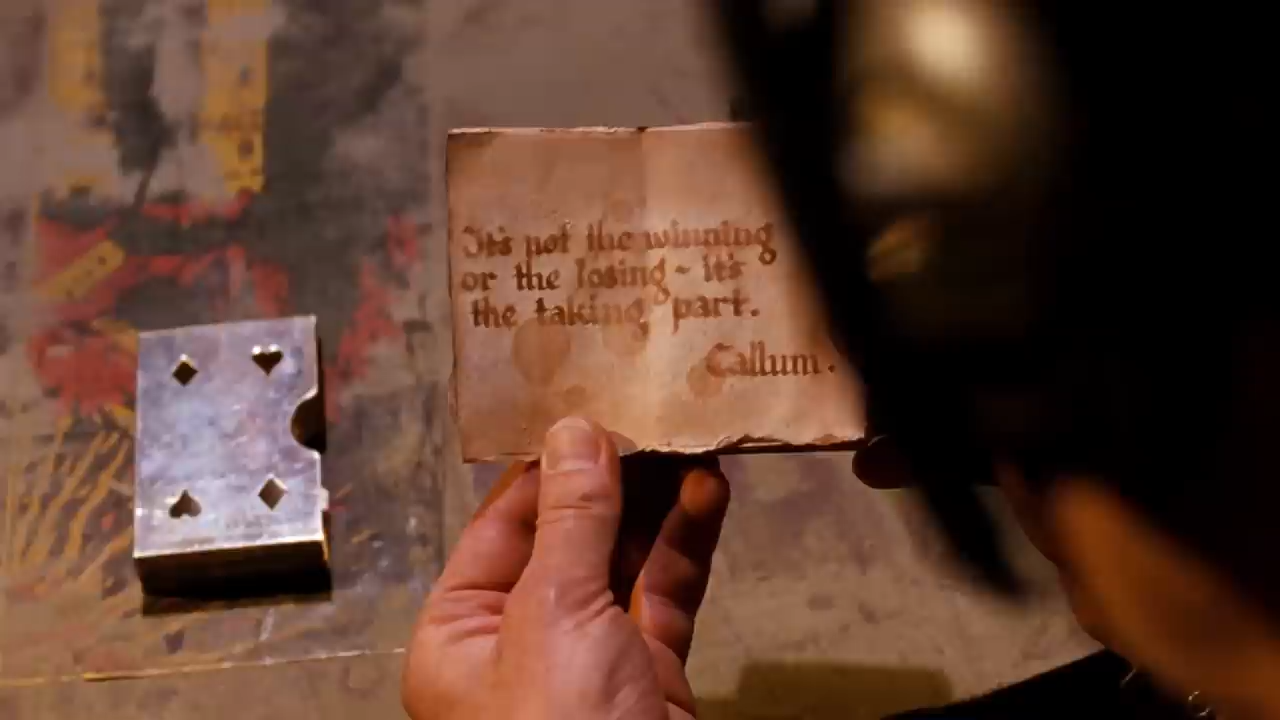 It's not the winning
or the losing ~ it's
the taking part.
Callum.